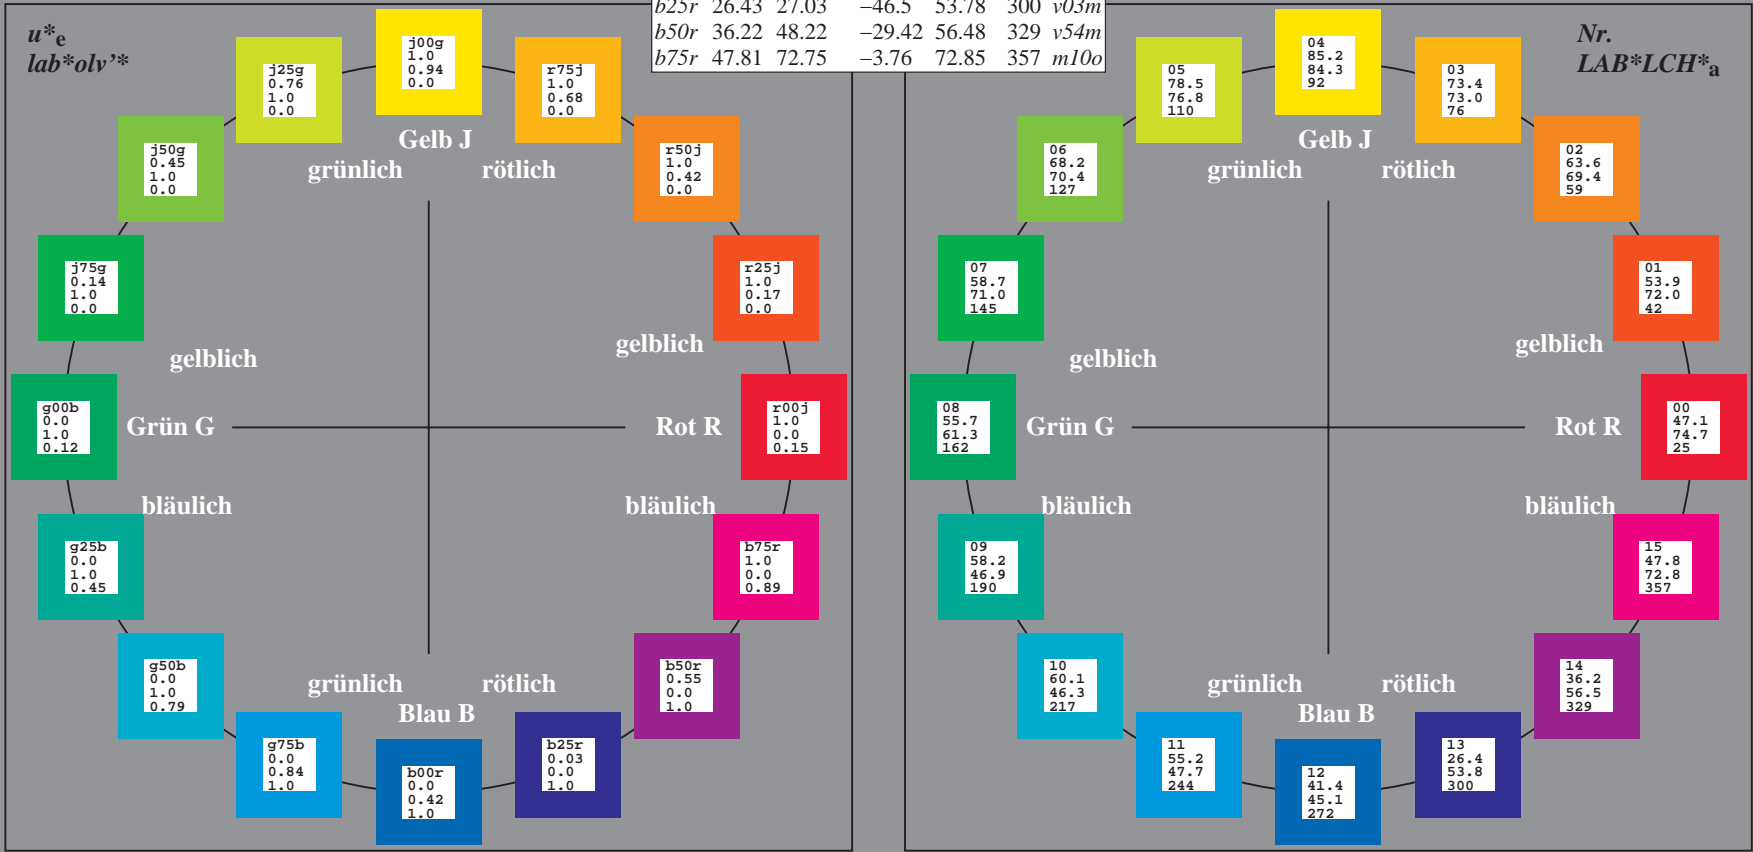 b25r 26.43 27.03 −46.5 53.78 300 v03m
b50r 36.22 48.22 −29.42 56.48 329 v54m
b75r 47.81 72.75 −3.76 72.85 357 m10o
u*e
lab*olv’*
j00g
1.0
0.94
0.0
j25g
0.76
1.0
0.0
r75j
1.0
0.68
0.0
Gelb J
grünlich rötlich
j50g
0.45
1.0
0.0
r50j
1.0
0.42
0.0
j75g
0.14
1.0
0.0
r25j
1.0
0.17
0.0
gelblich
gelblich
g00b
0.0
1.0
0.12
Grün G
Rot R
r00j
1.0
0.0
0.15
bläulich
bläulich
g25b
0.0
1.0
0.45
b75r
1.0
0.0
0.89
g50b
0.0
1.0
0.79
b50r
0.55
0.0
1.0
grünlich rötlich
Blau B
g75b
0.0
0.84
1.0
b00r
0.0
0.42
1.0
b25r
0.03
0.0
1.0
Nr.
LAB*LCH*a
04
85.2
84.3
92
05
78.5
76.8
110
03
73.4
73.0
76
Gelb J
grünlich rötlich
06
68.2
70.4
127
02
63.6
69.4
59
07
58.7
71.0
145
01
53.9
72.0
42
gelblich
gelblich
08
55.7
61.3
162
Grün G
Rot R
00
47.1
74.7
25
bläulich
bläulich
09
58.2
46.9
190
15
47.8
72.8
357
10
60.1
46.3
217
14
36.2
56.5
329
grünlich rötlich
Blau B
11
55.2
47.7
244
12
41.4
45.1
272
13
26.4
53.8
300